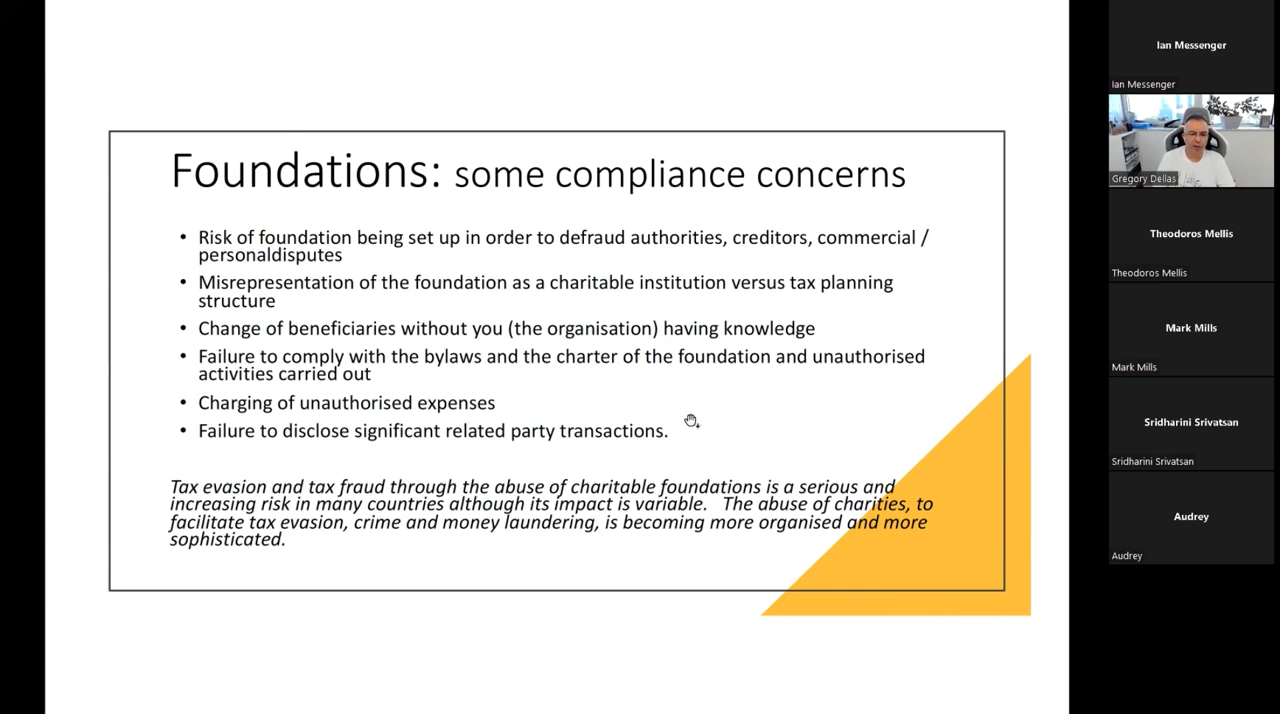 Foundations: some compliance concerns
• Risk of foundation being set up in order to defraud authorities, creditors, commercial /
personaldisputes
• Misrepresentation of the foundation as a charitable institution versus tax planning
structure
• Change of beneficiaries without you (the organisation) having knowledge
• Failure to comply with the bylaws and the charter of the foundation and unauthorised
activities carried out
• Charging of unauthorised expenses
• Failure to disclose significant related party transactions.
Tax evasion and tax fraud through the abuse of charitable foundations is a serious and
increasing risk in many countries although its impact is variable. The abuse of charities, to
facilitate tax evasion, crime and money laundering, is becoming more organised and more
sophisticated.
Ian Messenger
Ian Messenger
Gregory Dellas
Theodoros Mellis
Theodoros Mellis
Mark Mills
Mark Mills
Sridharini Srivatsan
Sridharini Srivatsan
Audrey
Audrey